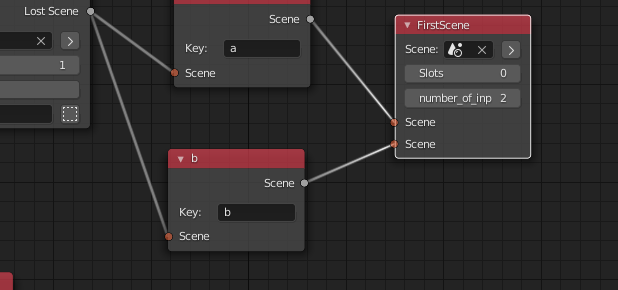 Lost Scene
1
Scene
Key: a
Scene
b
Scene
Key: b
Scene
FirstScene
Scene:
Slots 0
number_of_inp 2
Scene
Scene